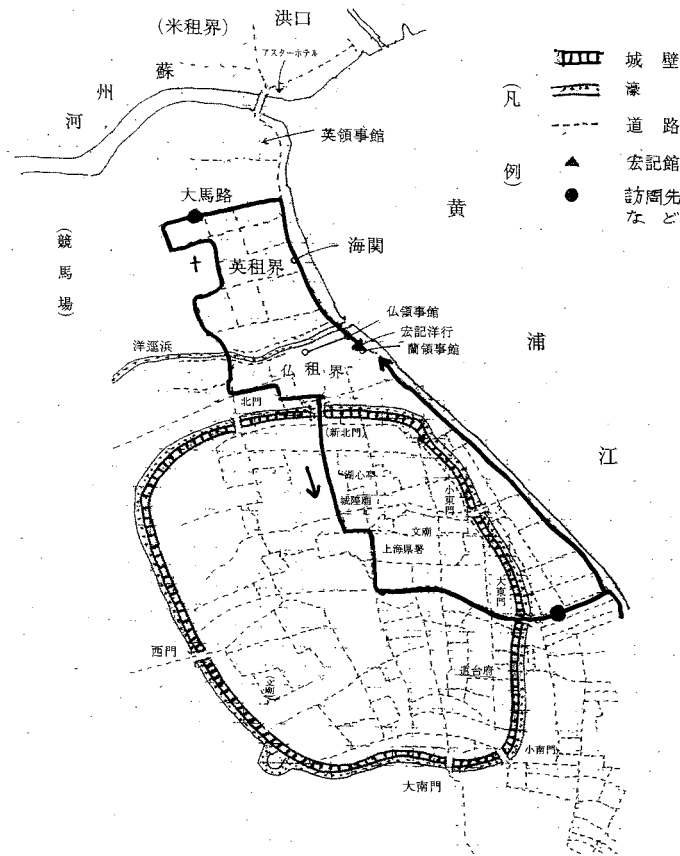 (米租界)
洪口
アスターホテル
蘇
州
河
英領事館
大馬路
(競馬場)
英租界
海関
黄
浦
江
仏領事館
宏記洋行
蘭領事館
洋涇浜
仏租界
北門
(新北門)
湖心亭
城隍廟
小東門
文廟
上海県署
大東門
西門
(文廟)
道台府
小南門
大南門
(凡例)
城壁
濠
道路
宏記館
訪問先
など